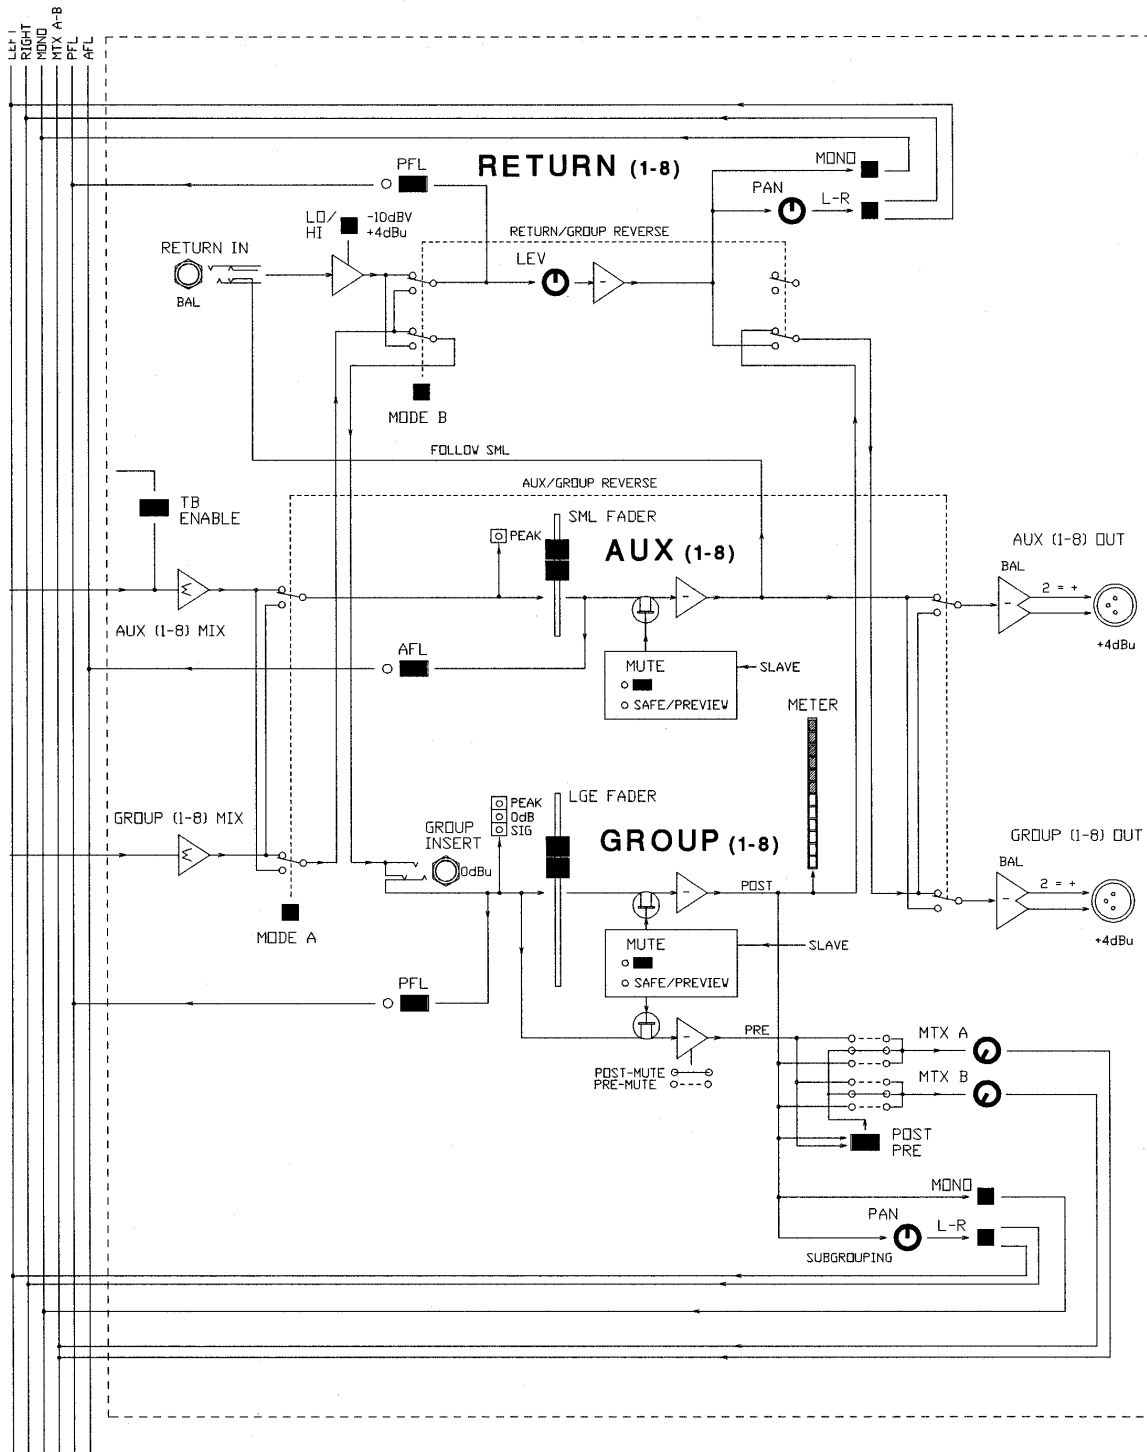 LEFT
RIGHT
MONO
MTX A-B
PFL
AFL
RETURN (1-8)
PFL
MONO
PAN
L-R
LO/
HI
-10dBV
+4dBu
RETURN IN
BAL
RETURN/GROUP REVERSE
LEV
MODE B
FOLLOW SML
AUX/GROUP REVERSE
TB
ENABLE
SML FADER
PEAK
AUX (1-8)
AUX (1-8) OUT
BAL
2 = +
+4dBu
AUX (1-8) MIX
AFL
MUTE
SAFE/PREVIEW
SLAVE
METER
GROUP (1-8) MIX
PEAK
0dB
SIG
LGE FADER
GROUP
INSERT
0dBu
GROUP (1-8)
GROUP (1-8) OUT
BAL
2 = +
+4dBu
POST
MODE A
MUTE
SAFE/PREVIEW
SLAVE
PFL
PRE
POST-MUTE
PRE-MUTE
MTX A
MTX B
POST
PRE
MONO
PAN
L-R
SUBGROUPING